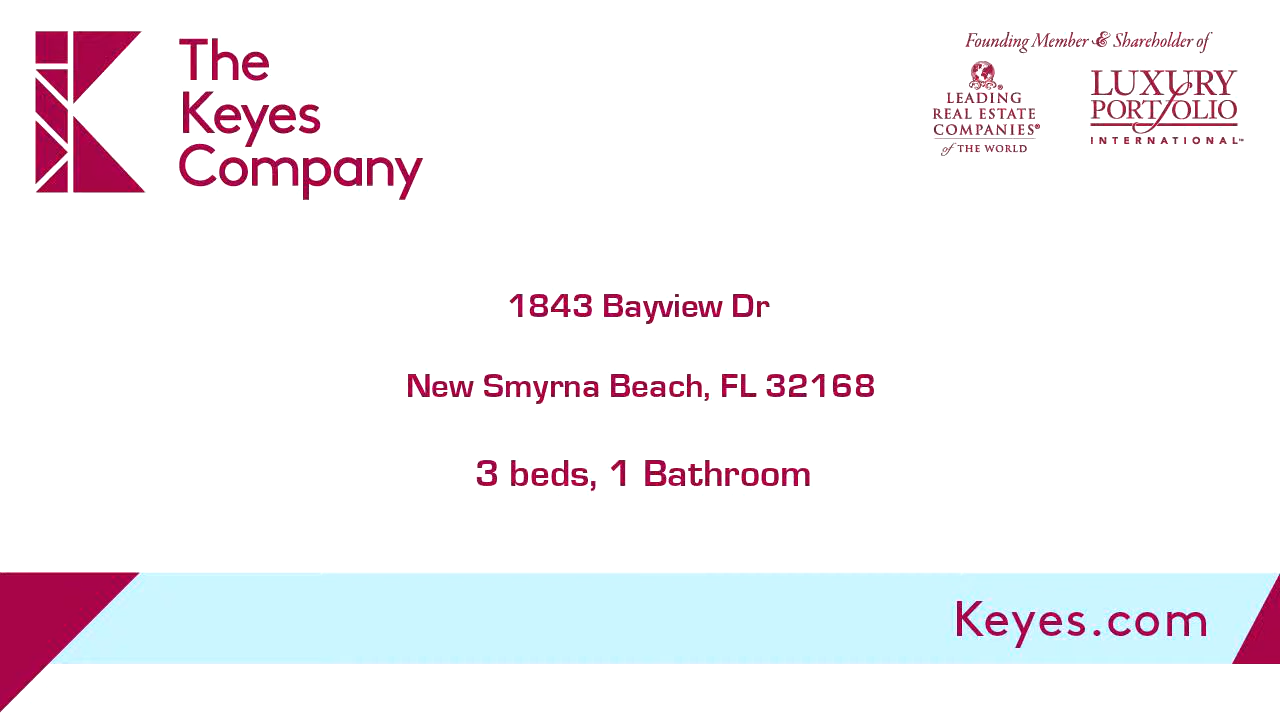 The
Keyes
Company
Founding Member & Shareholder of
LEADING
REAL ESTATE
COMPANIES®
of THE WORLD
LUXURY
PORTFOLIO
INTERNATIONAL™
1843 Bayview Dr
New Smyrna Beach, FL 32168
3 beds, 1 Bathroom
Keyes.com